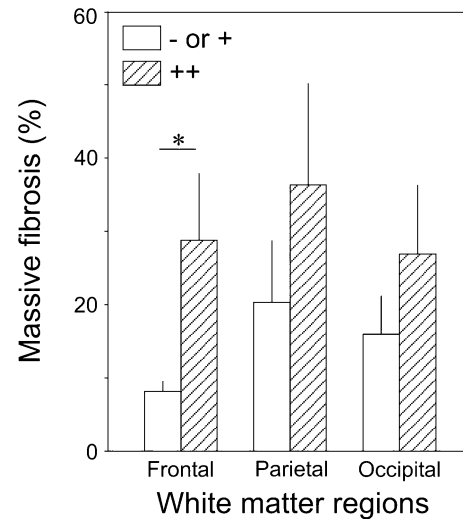 60
- or +
++
*
40
20
0
Massive fibrosis (%)
Frontal Parietal Occipital
White matter regions